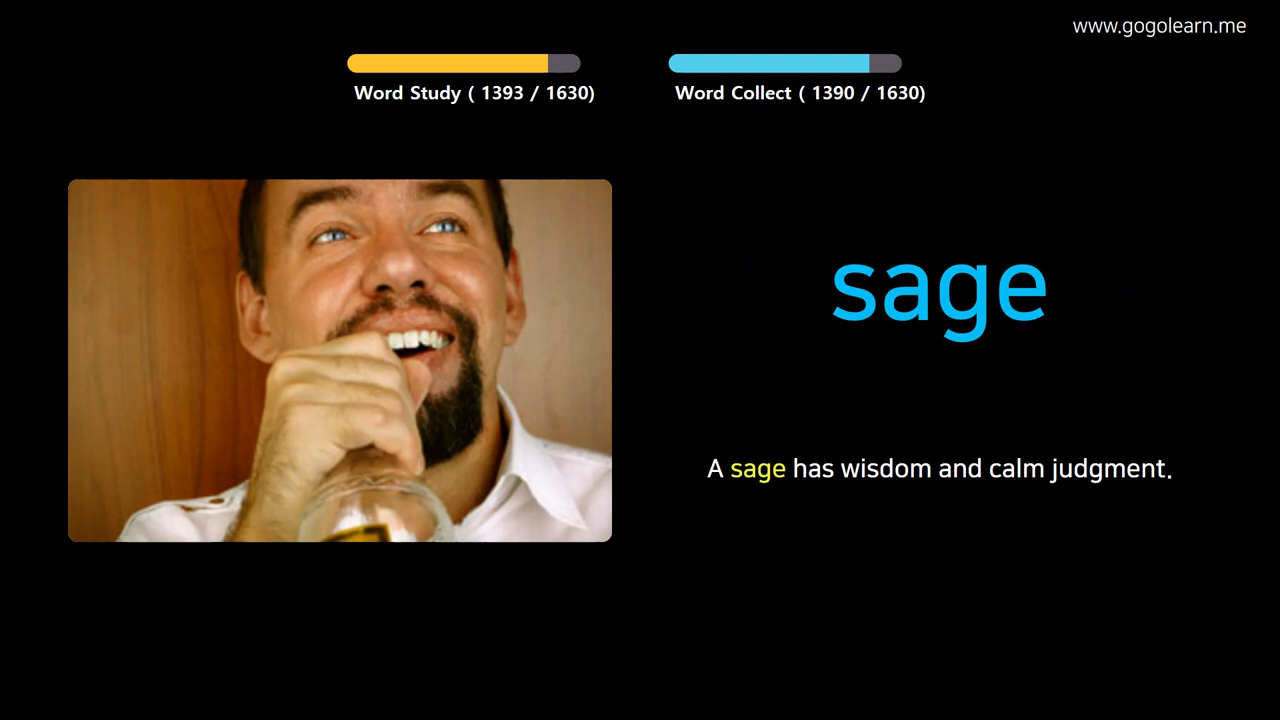 www.gogolearn.me
Word Study ( 1393 / 1630)
Word Collect ( 1390 / 1630)
sage
A sage has wisdom and calm judgment.